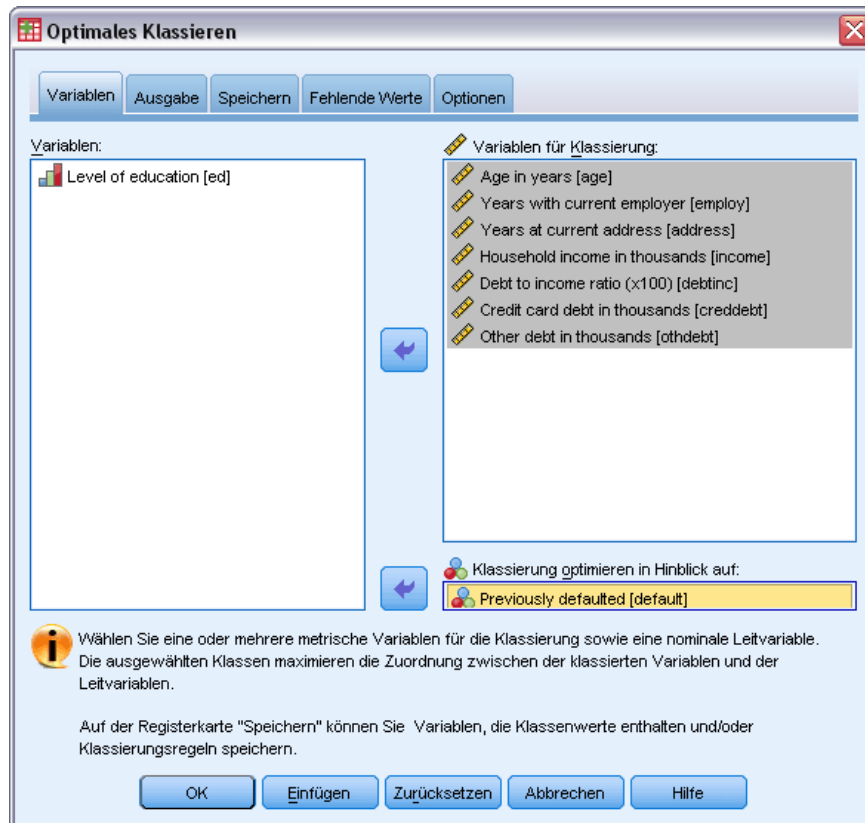 Optimales Klassieren
Variablen Ausgabe Speichern Fehlende Werte Optionen
Variablen:
Level of education [ed]
Variablen für Klassierung:
Age in years [age]
Years with current employer [employ]
Years at current address [address]
Household income in thousands [income]
Debt to income ratio (x100) [debtinc]
Credit card debt in thousands [creddebt]
Other debt in thousands [othdebt]
Klassierung optimieren in Hinblick auf:
Previously defaulted [default]
Wählen Sie eine oder mehrere metrische Variablen für die Klassierung sowie eine nominale Leitvariable.
Die ausgewählten Klassen maximieren die Zuordnung zwischen der klassierten Variablen und der
Leitvariablen.
Auf der Registerkarte "Speichern" können Sie Variablen, die Klassenwerte enthalten und/oder
Klassierungsregeln speichern.
OK Einfügen Zurücksetzen Abbrechen Hilfe